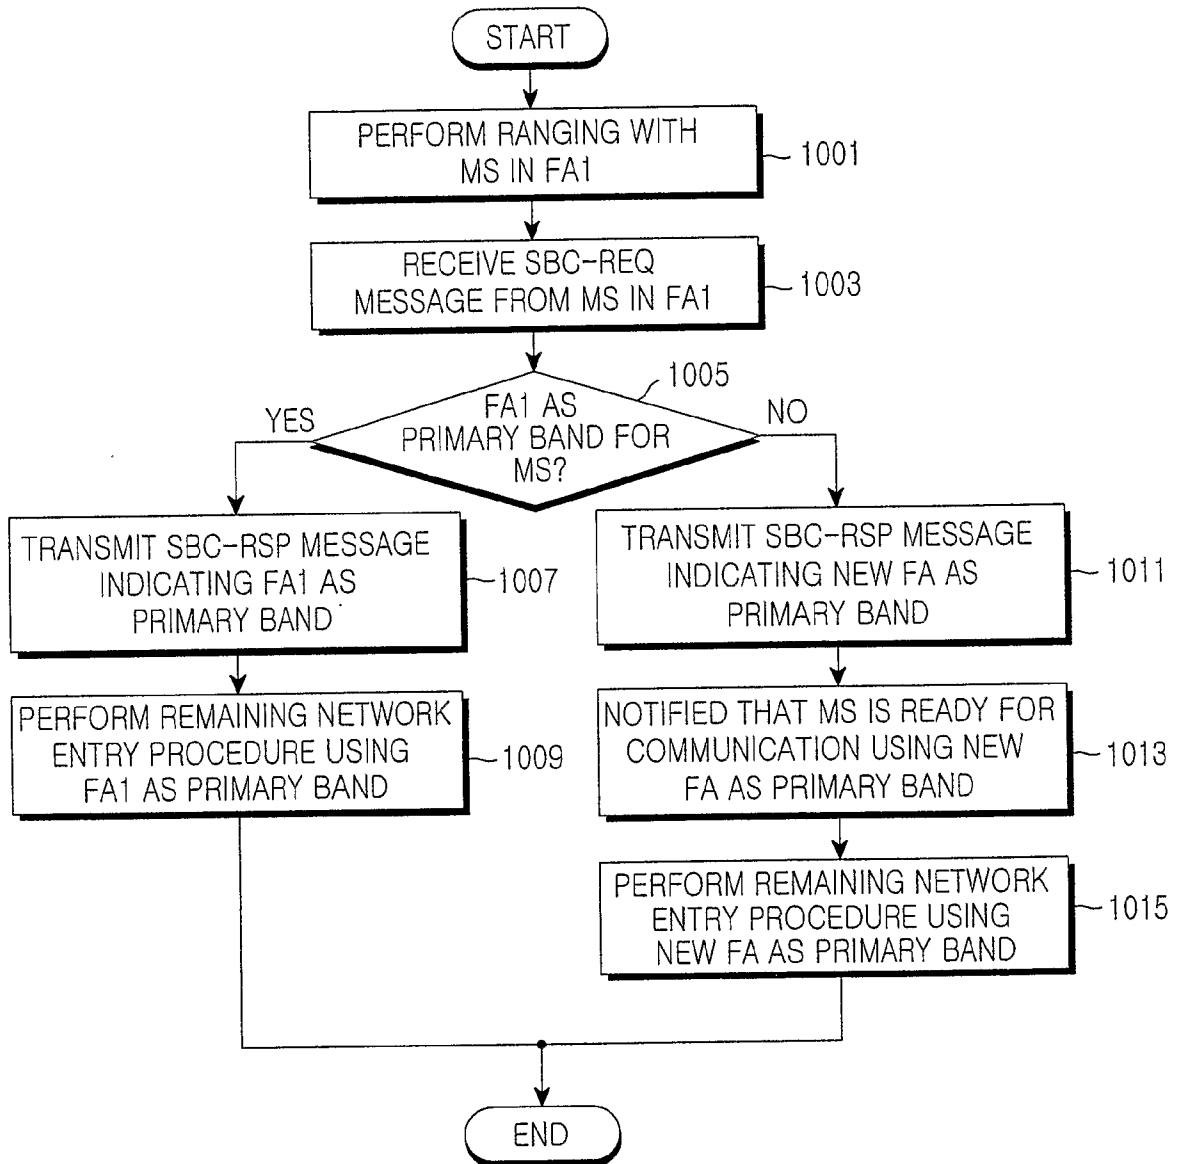 START
PERFORM RANGING WITH
MS IN FA1
1001
RECEIVE SBC-REQ
MESSAGE FROM MS IN FA1
1003
1005
FA1 AS
PRIMARY BAND FOR
MS?
YES
NO
TRANSMIT SBC-RSP MESSAGE
INDICATING FA1 AS
PRIMARY BAND
1007
PERFORM REMAINING NETWORK
ENTRY PROCEDURE USING
FA1 AS PRIMARY BAND
1009
TRANSMIT SBC-RSP MESSAGE
INDICATING NEW FA AS
PRIMARY BAND
1011
NOTIFIED THAT MS IS READY FOR
COMMUNICATION USING NEW
FA AS PRIMARY BAND
1013
PERFORM REMAINING NETWORK
ENTRY PROCEDURE USING
NEW FA AS PRIMARY BAND
1015
END